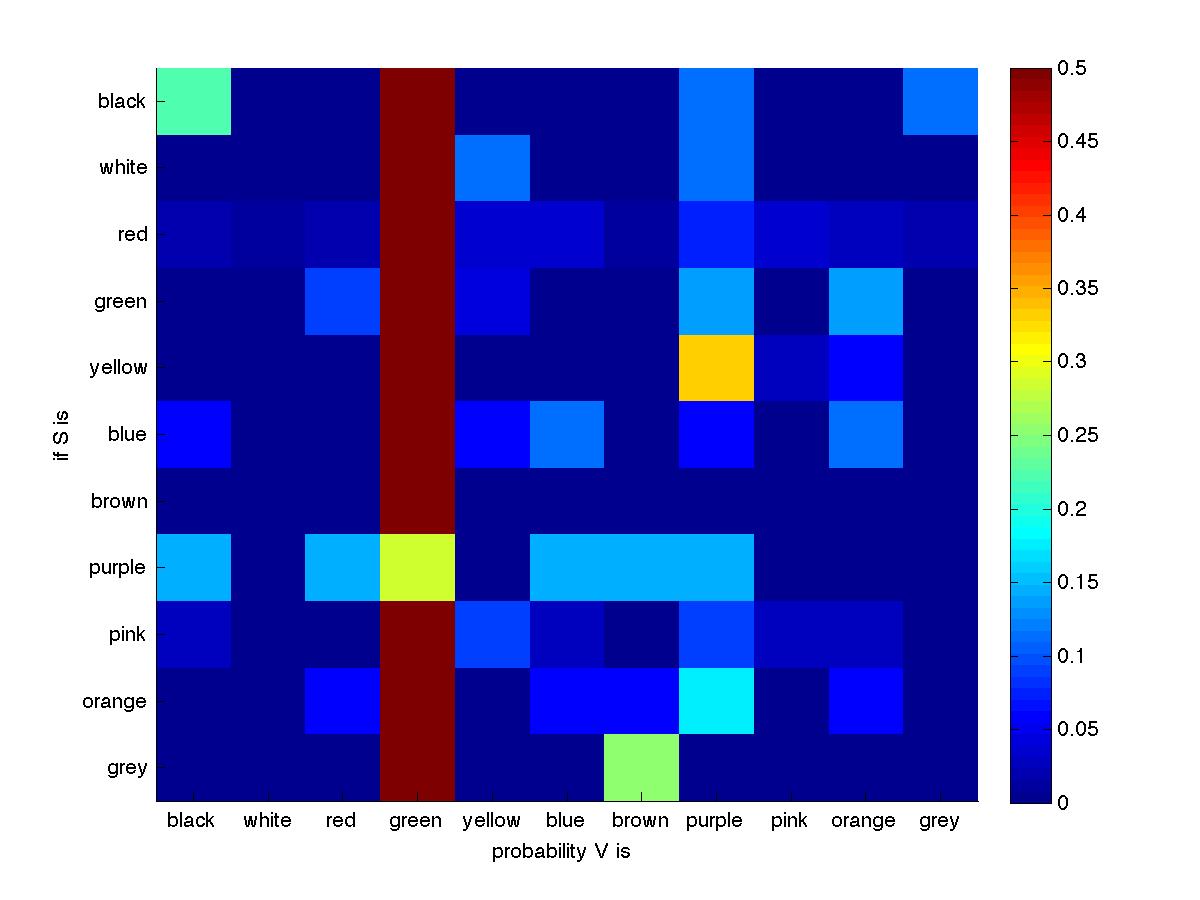 black
white
red
green
yellow
blue
brown
purple
pink
orange
grey
if S is
black white red green yellow blue brown purple pink orange grey
probability V is
0.5
0.45
0.4
0.35
0.3
0.25
0.2
0.15
0.1
0.05
0